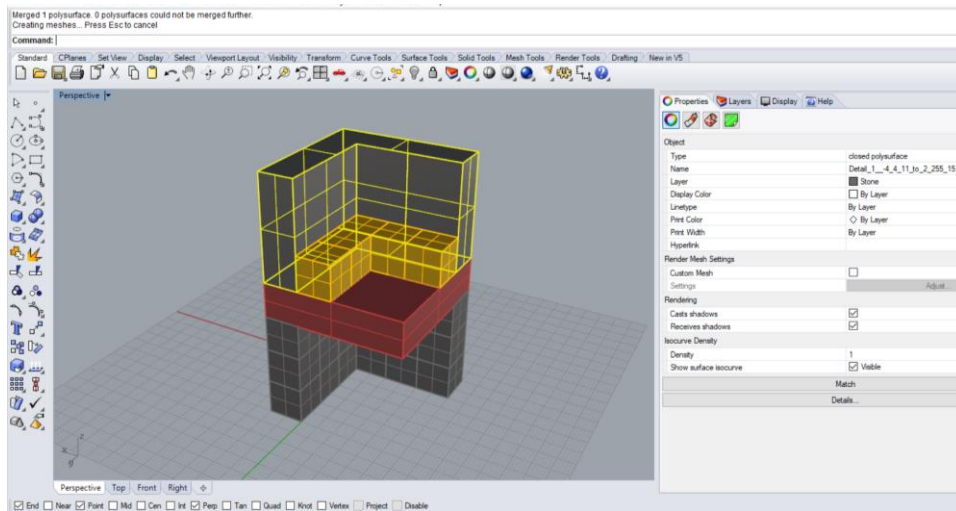 Merged 1 polysurface. 0 polysurfaces could not be merged further.
Creating meshes... Press Esc to cancel
Command:
Standard CPlanes Set View Display Select Viewport Layout Visibility Transform Curve Tools Surface Tools Solid Tools Mesh Tools Render Tools Drafting New in V5
Perspective
Properties Layers Display Help
Object
Type closed polysurface
Name Detail_1__-4_4_11_to_2_255_15
Layer Stone
Display Color By Layer
Linetype By Layer
Print Color By Layer
Print Width By Layer
Hyperlink
Render Mesh Settings
Custom Mesh
Settings Adjust...
Rendering
Casts shadows
Receives shadows
Isocurve Density
Density 1
Show surface isocurve Visible
Match
Details...
z
x
y
Perspective Top Front Right
End Near Point Mid Cen Int Perp Tan Quad Knot Vertex Project Disable